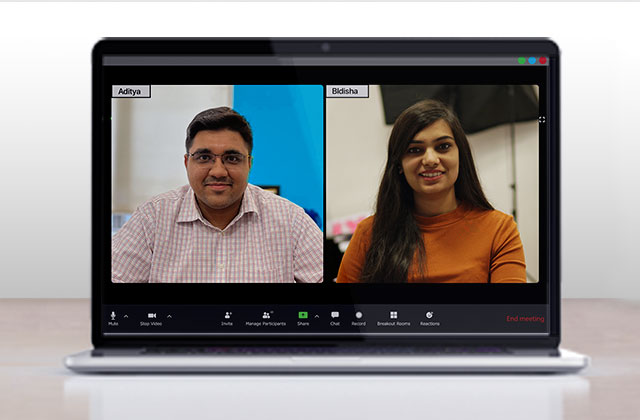 Aditya
BIdisha
Mute
Stop Video
Invite
Manage Participants
Share
Chat
Record
Breakout Rooms
Reactions
End meeting